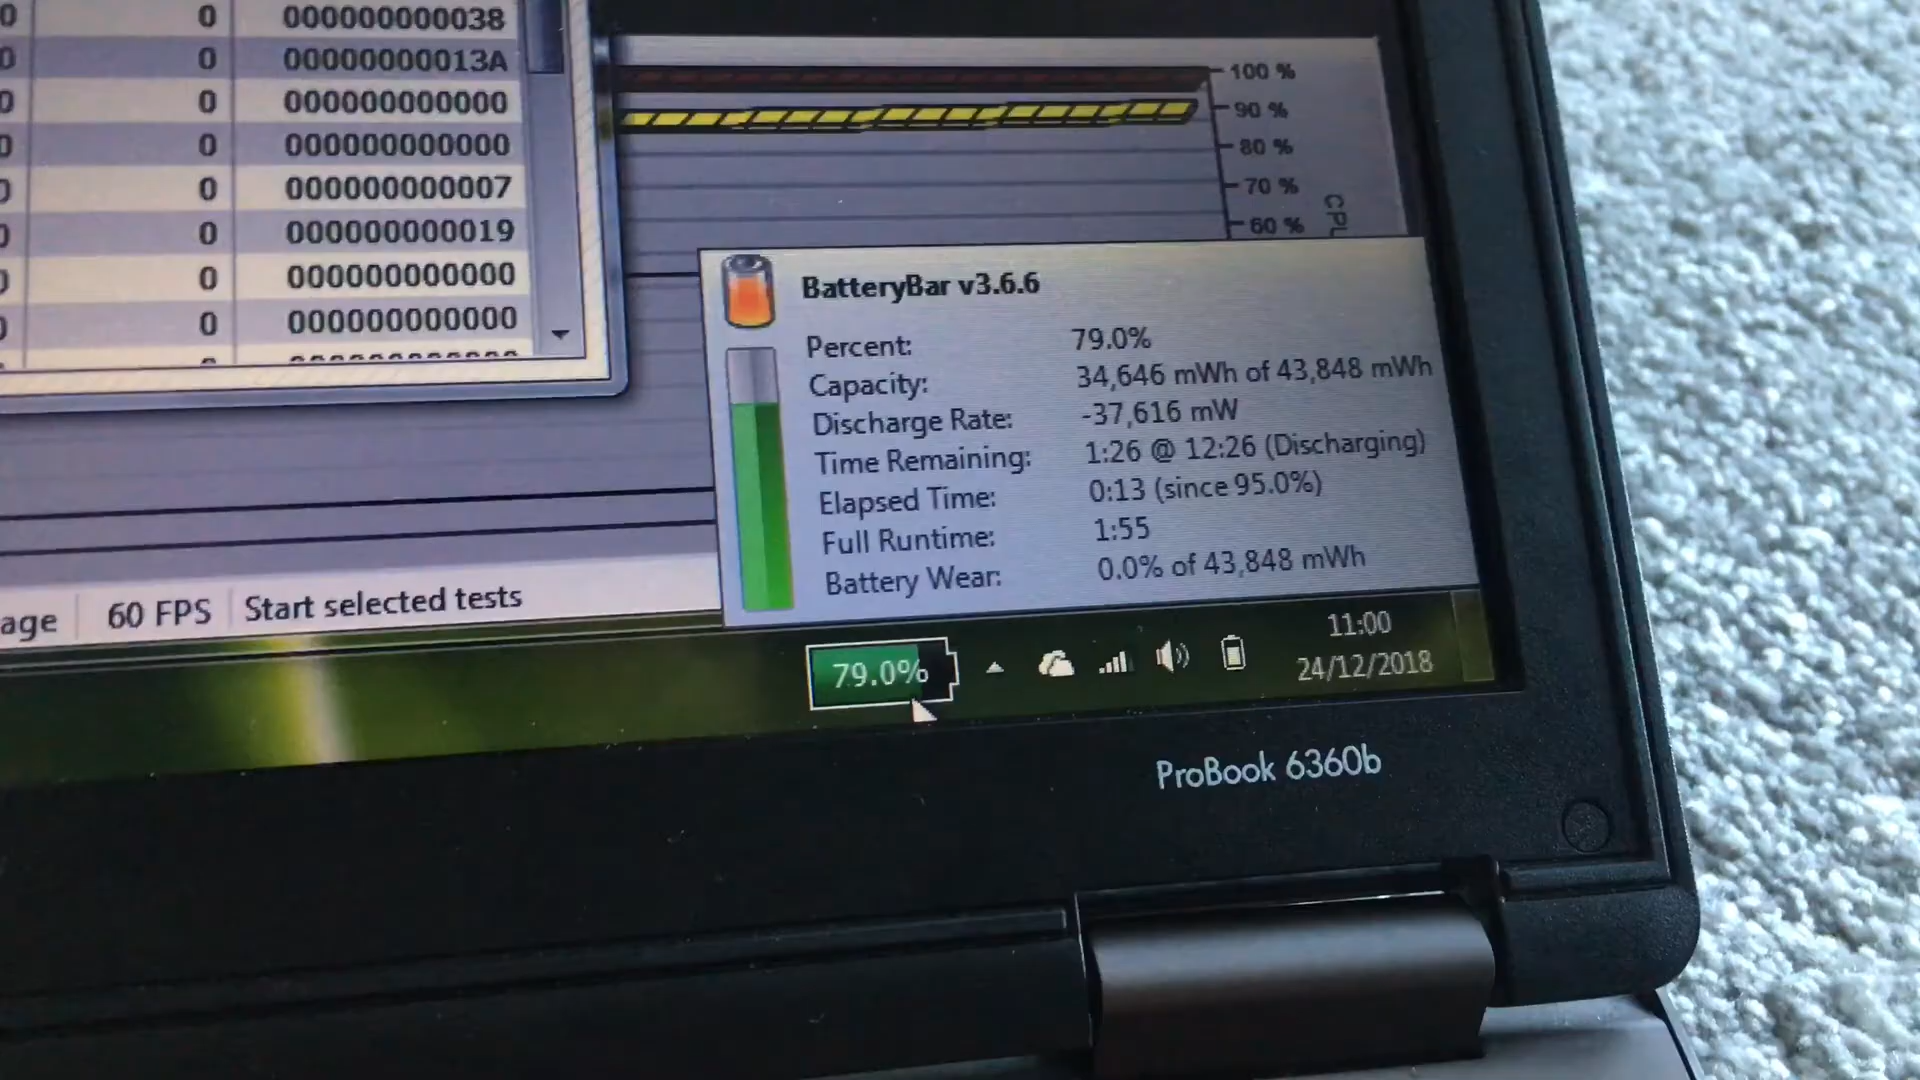 0 000000000038
0 00000000013A
0 000000000000
0 000000000000
0 000000000007
0 000000000019
0 000000000000
0 000000000000
100 %
90 %
80 %
70 %
60 %
BatteryBar v3.6.6
Percent: 79.0%
Capacity: 34,646 mWh of 43,848 mWh
Discharge Rate: -37,616 mW
Time Remaining: 1:26 @ 12:26 (Discharging)
Elapsed Time: 0:13 (since 95.0%)
Full Runtime: 1:55
Battery Wear: 0.0% of 43,848 mWh
age 60 FPS Start selected tests
79.0%
11:00
24/12/2018
ProBook 6360b